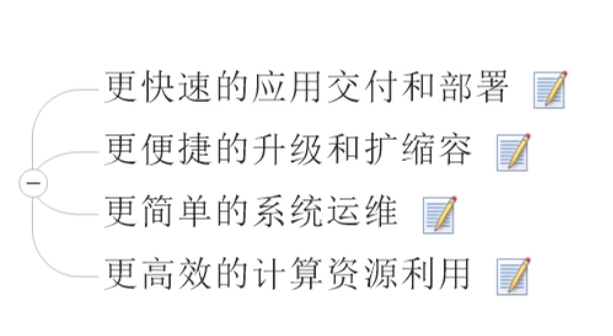 更快速的应用交付和部署
更便捷的升级和扩缩容
更简单的系统运维
更高效的计算资源利用